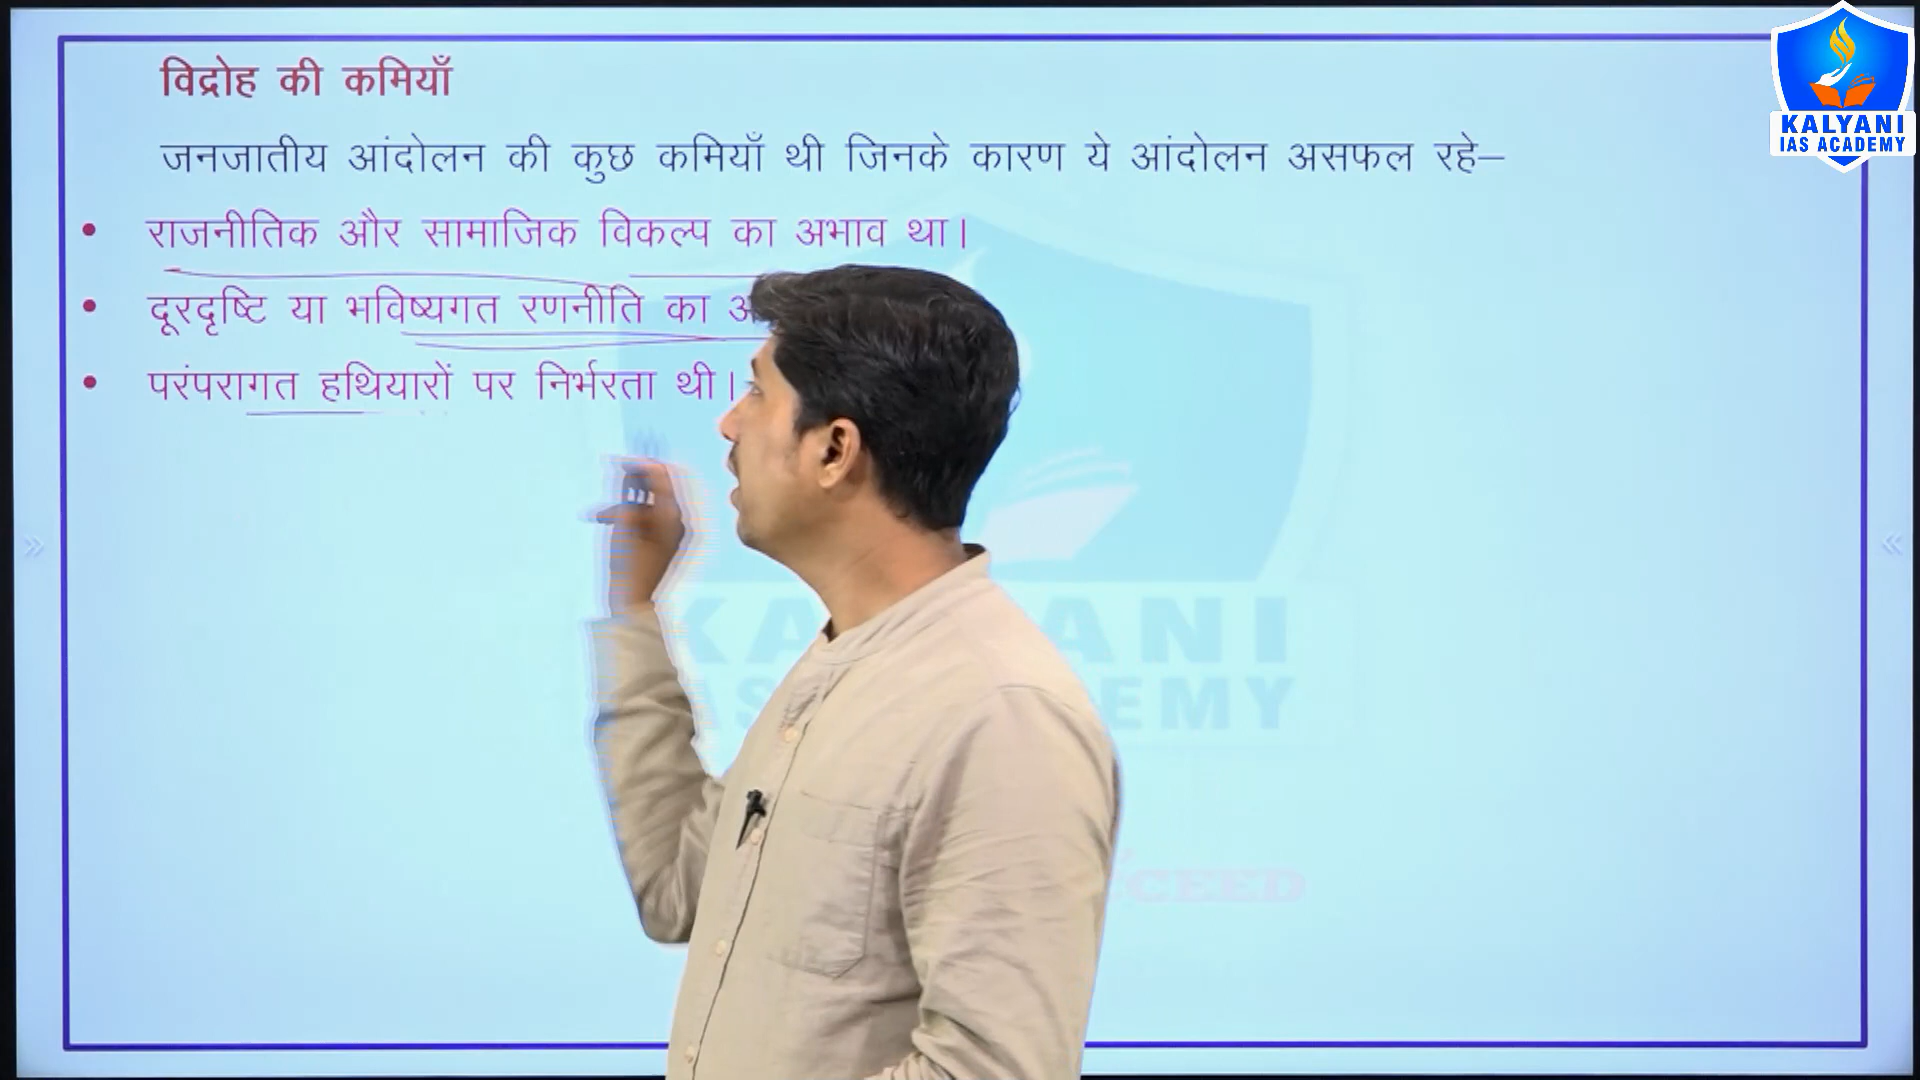 विद्रोह की कमियाँ
जनजातीय आंदोलन की कुछ कमियाँ थी जिनके कारण ये आंदोलन असफल रहे–
• राजनीतिक और सामाजिक विकल्प का अभाव था।
• दूरदृष्टि या भविष्यगत रणनीति का
• परंपरागत हथियारों पर निर्भरता थी।
KALYANI
IAS ACADEMY